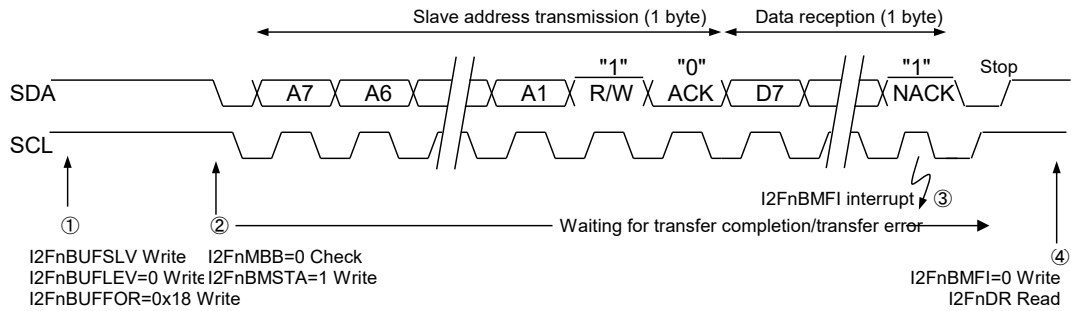 Slave address transmission (1 byte) Data reception (1 byte)
"1" "0" "1" Stop
SDA A7 A6 A1 R/W ACK D7 NACK
SCL
I2FnBMFI interrupt ③
① ② Waiting for transfer completion/transfer error ④
I2FnBUFSLV Write I2FnMBB=0 Check I2FnBMFI=0 Write
I2FnBUFLEV=0 Write I2FnBMSTA=1 Write I2FnDR Read
I2FnBUFFOR=0x18 Write